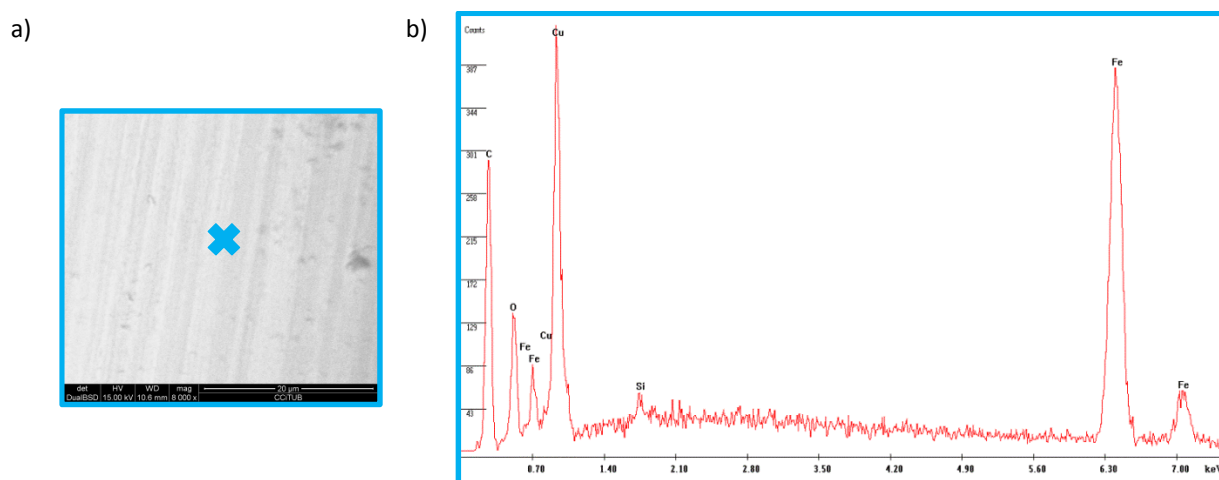 a)
b)
det HV WD mag 20 µm
DualBSD 15.00 kV 10.6 mm 8 000 x CCiTUB
Counts
387
344
301
258
215
172
129
86
43
C
O
Fe
Fe
Cu
Cu
Si
Fe
Fe
0.70 1.40 2.10 2.80 3.50 4.20 4.90 5.60 6.30 7.00 keV